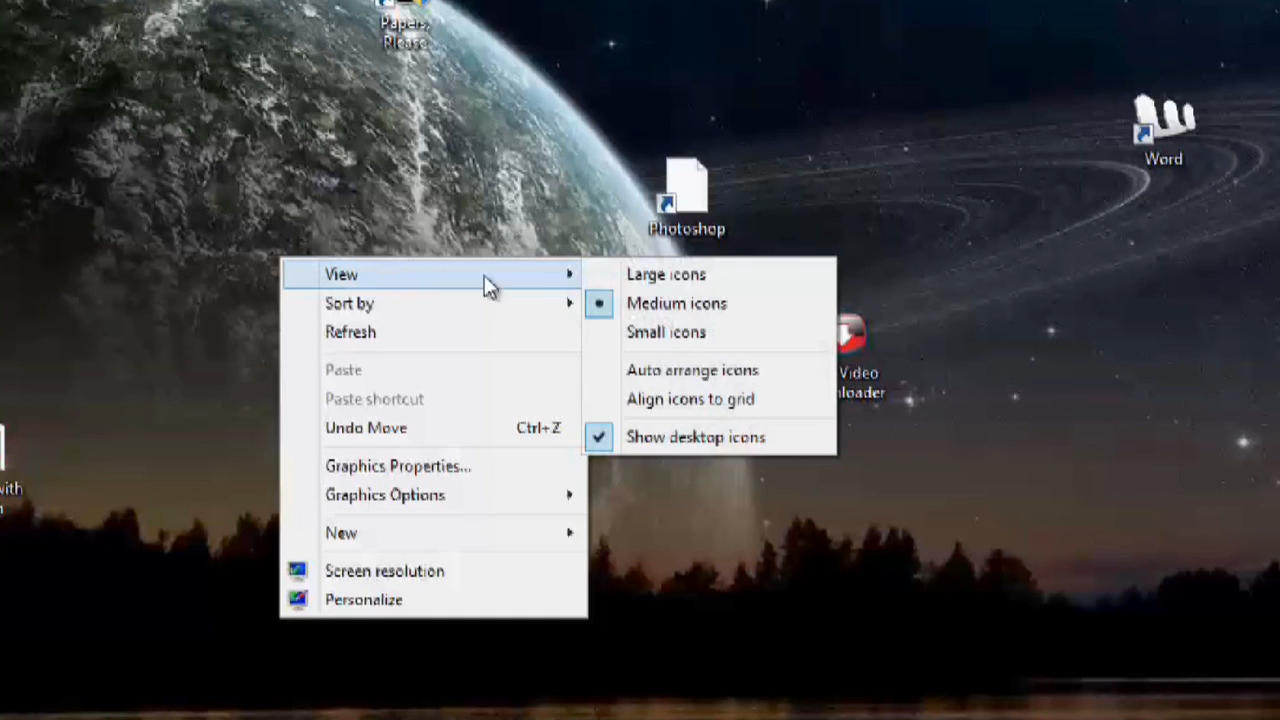 Papers,
Please
Word
Photoshop
View
Sort by
Refresh
Paste
Paste shortcut
Undo Move Ctrl+Z
Graphics Properties...
Graphics Options
New
Screen resolution
Personalize
Large icons
Medium icons
Small icons
Auto arrange icons
Align icons to grid
Show desktop icons
Video
loader
with